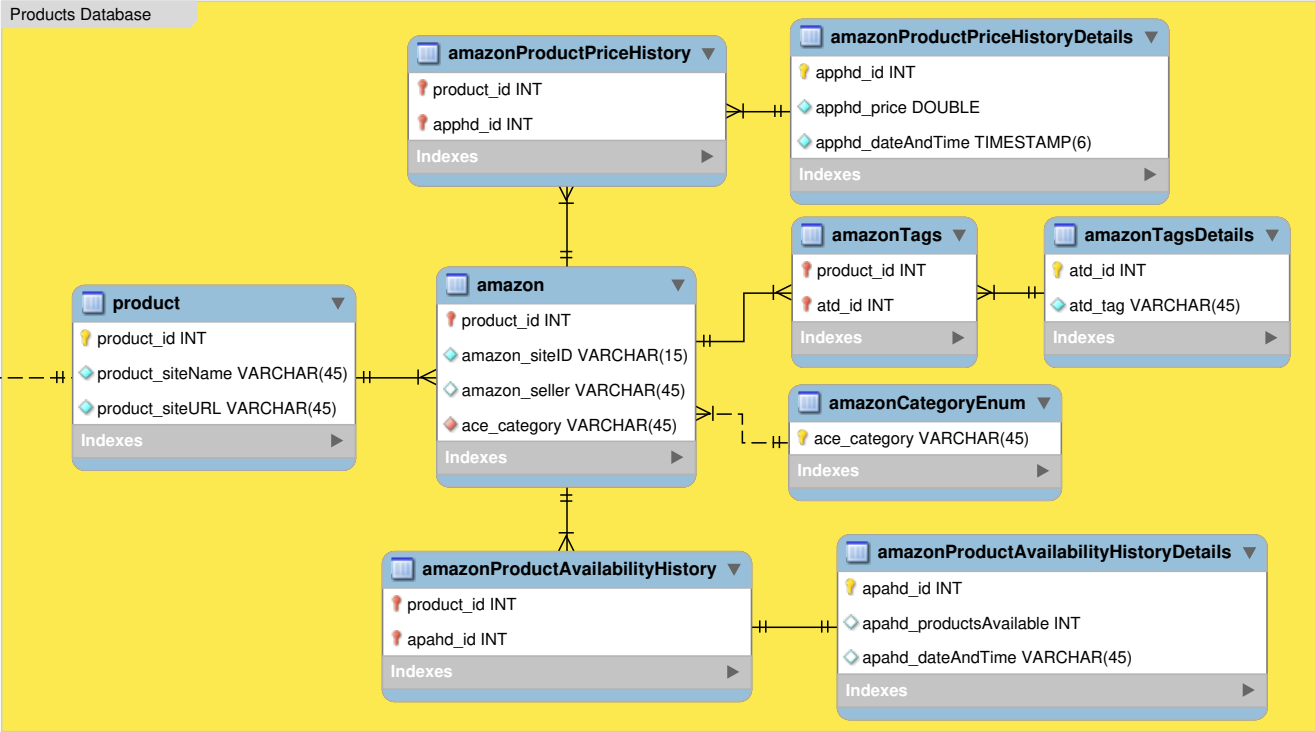 Products Database
amazonProductPriceHistory
product_id INT
apphd_id INT
Indexes
amazonProductPriceHistoryDetails
apphd_id INT
apphd_price DOUBLE
apphd_dateAndTime TIMESTAMP(6)
Indexes
product
product_id INT
product_siteName VARCHAR(45)
product_siteURL VARCHAR(45)
Indexes
amazon
product_id INT
amazon_siteID VARCHAR(15)
amazon_seller VARCHAR(45)
ace_category VARCHAR(45)
Indexes
amazonTags
product_id INT
atd_id INT
Indexes
amazonTagsDetails
atd_id INT
atd_tag VARCHAR(45)
Indexes
amazonCategoryEnum
ace_category VARCHAR(45)
Indexes
amazonProductAvailabilityHistory
product_id INT
apahd_id INT
Indexes
amazonProductAvailabilityHistoryDetails
apahd_id INT
apahd_productsAvailable INT
apahd_dateAndTime VARCHAR(45)
Indexes